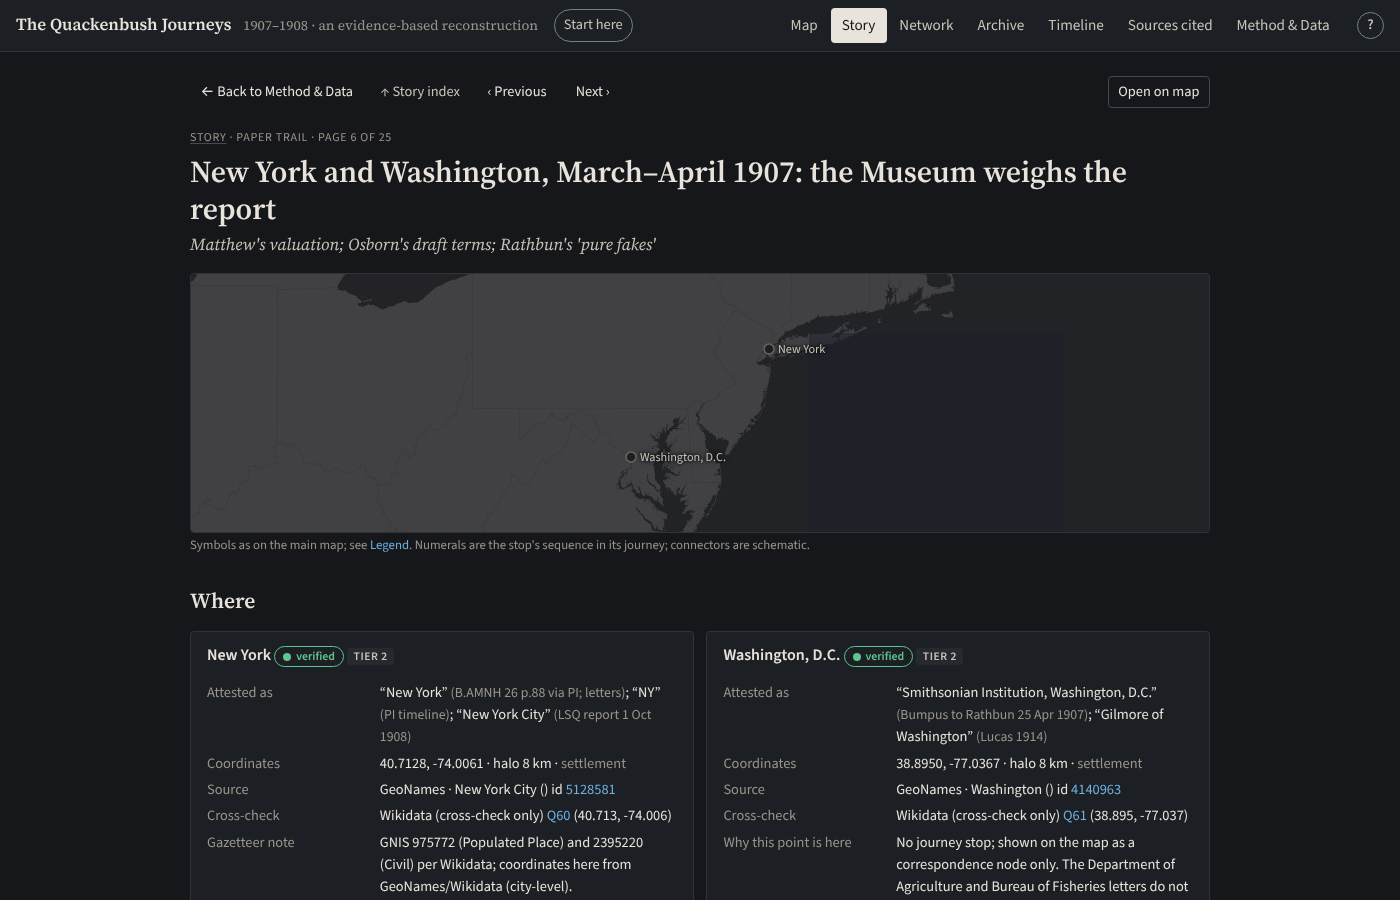 The Quackenbush Journeys 1907–1908 · an evidence-based reconstruction Start here Map Story Network Archive Timeline Sources cited Method & Data ?
← Back to Method & Data ↑ Story index ‹ Previous Next › Open on map
STORY · PAPER TRAIL · PAGE 6 OF 25
New York and Washington, March–April 1907: the Museum weighs the
report
Matthew's valuation; Osborn's draft terms; Rathbun's 'pure fakes'
New York
Washington, D.C.
Symbols as on the main map; see Legend. Numerals are the stop's sequence in its journey; connectors are schematic.
Where
New York verified TIER 2
Attested as “New York” (B.AMNH 26 p.88 via PI; letters); “NY”
(PI timeline); “New York City” (LSQ report 1 Oct
1908)
Coordinates 40.7128, -74.0061 · halo 8 km · settlement
Source GeoNames · New York City () id 5128581
Cross-check Wikidata (cross-check only) Q60 (40.713, -74.006)
Gazetteer note GNIS 975772 (Populated Place) and 2395220
(Civil) per Wikidata; coordinates here from
GeoNames/Wikidata (city-level).
Washington, D.C. verified TIER 2
Attested as “Smithsonian Institution, Washington, D.C.”
(Bumpus to Rathbun 25 Apr 1907); “Gilmore of
Washington” (Lucas 1914)
Coordinates 38.8950, -77.0367 · halo 8 km · settlement
Source GeoNames · Washington () id 4140963
Cross-check Wikidata (cross-check only) Q61 (38.895, -77.037)
Why this point is here No journey stop; shown on the map as a
correspondence node only. The Department of
Agriculture and Bureau of Fisheries letters do not